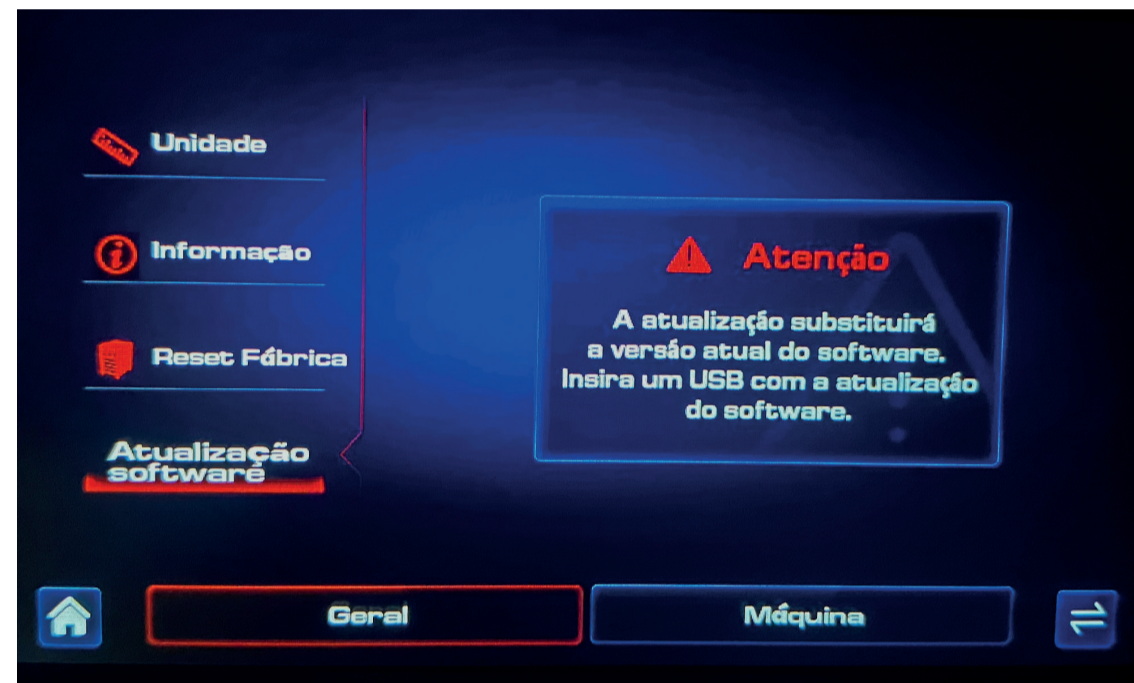 Unidade
Informação
Reset Fábrica
Atualização
software
Atenção
A atualização substituirá
a versão atual do software.
Insira um USB com a atualização
do software.
Geral
Máquina